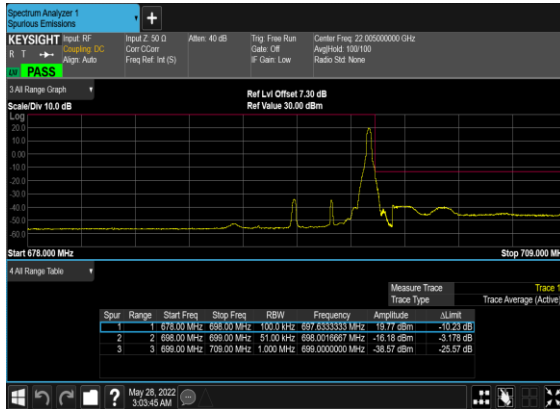 Spectrum Analyzer 1
Spurious Emissions
KEYSIGHT
R T
LU PASS
Input: RF
Coupling: DC
Align: Auto
Input Z: 50 Ω
Corr CCorr
Freq Ref: Int (S)
Atten: 40 dB
Trig: Free Run
Gate: Off
IF Gain: Low
Center Freq: 22.005000000 GHz
Avg|Hold: 100/100
Radio Std: None
3 All Range Graph
Scale/Div 10.0 dB
Ref Lvl Offset 7.30 dB
Ref Value 30.00 dBm
Log
20.0
10.0
0.00
-10.0
-20.0
-30.0
-40.0
-50.0
-60.0
Start 678.000 MHz
Stop 709.000 MH
4 All Range Table
Measure Trace Trace 1
Trace Type Trace Average (Active)
Spur Range Start Freq Stop Freq RBW Frequency Amplitude ΔLimit
1 1 678.00 MHz 698.00 MHz 100.0 kHz 697.6333333 MHz 19.77 dBm -10.23 dB
2 2 698.00 MHz 699.00 MHz 51.00 kHz 698.0016667 MHz -16.18 dBm -3.178 dB
3 3 699.00 MHz 709.00 MHz 1.000 MHz 699.0000000 MHz -38.57 dBm -25.57 dB
May 28, 2022
3:03:45 AM